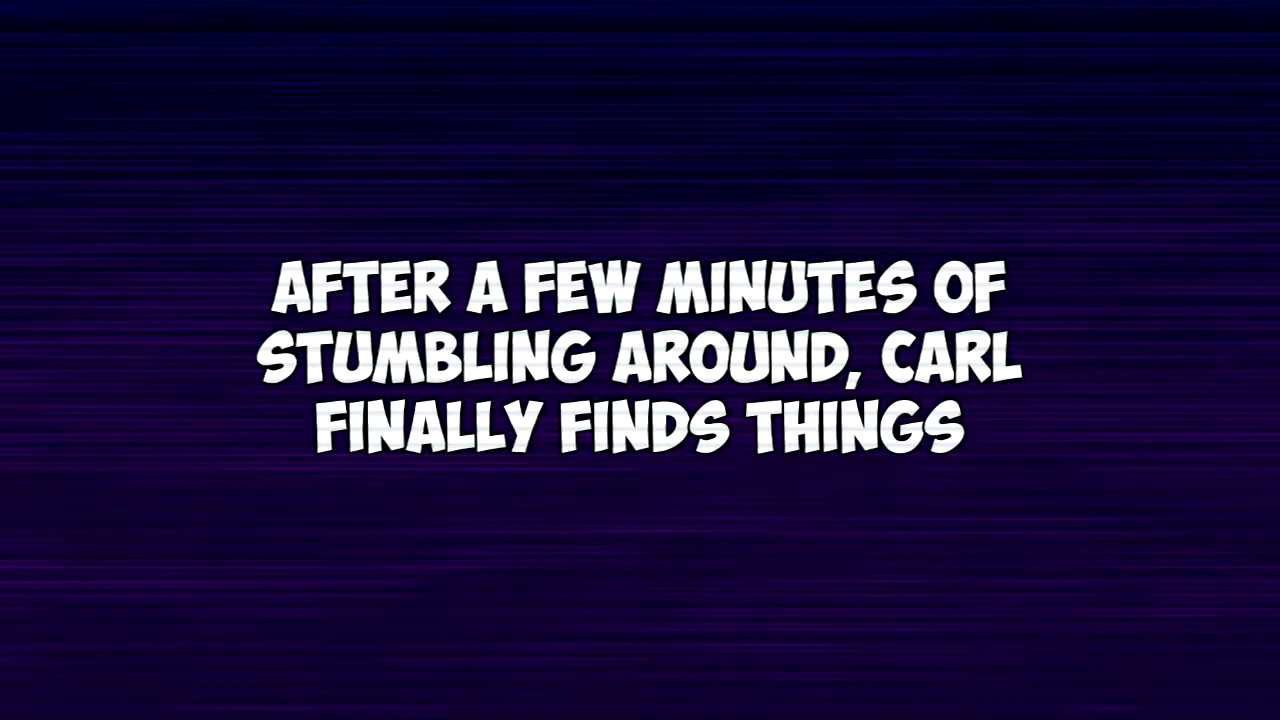 AFTER A FEW MINUTES OF
STUMBLING AROUND, CARL
FINALLY FINDS THINGS